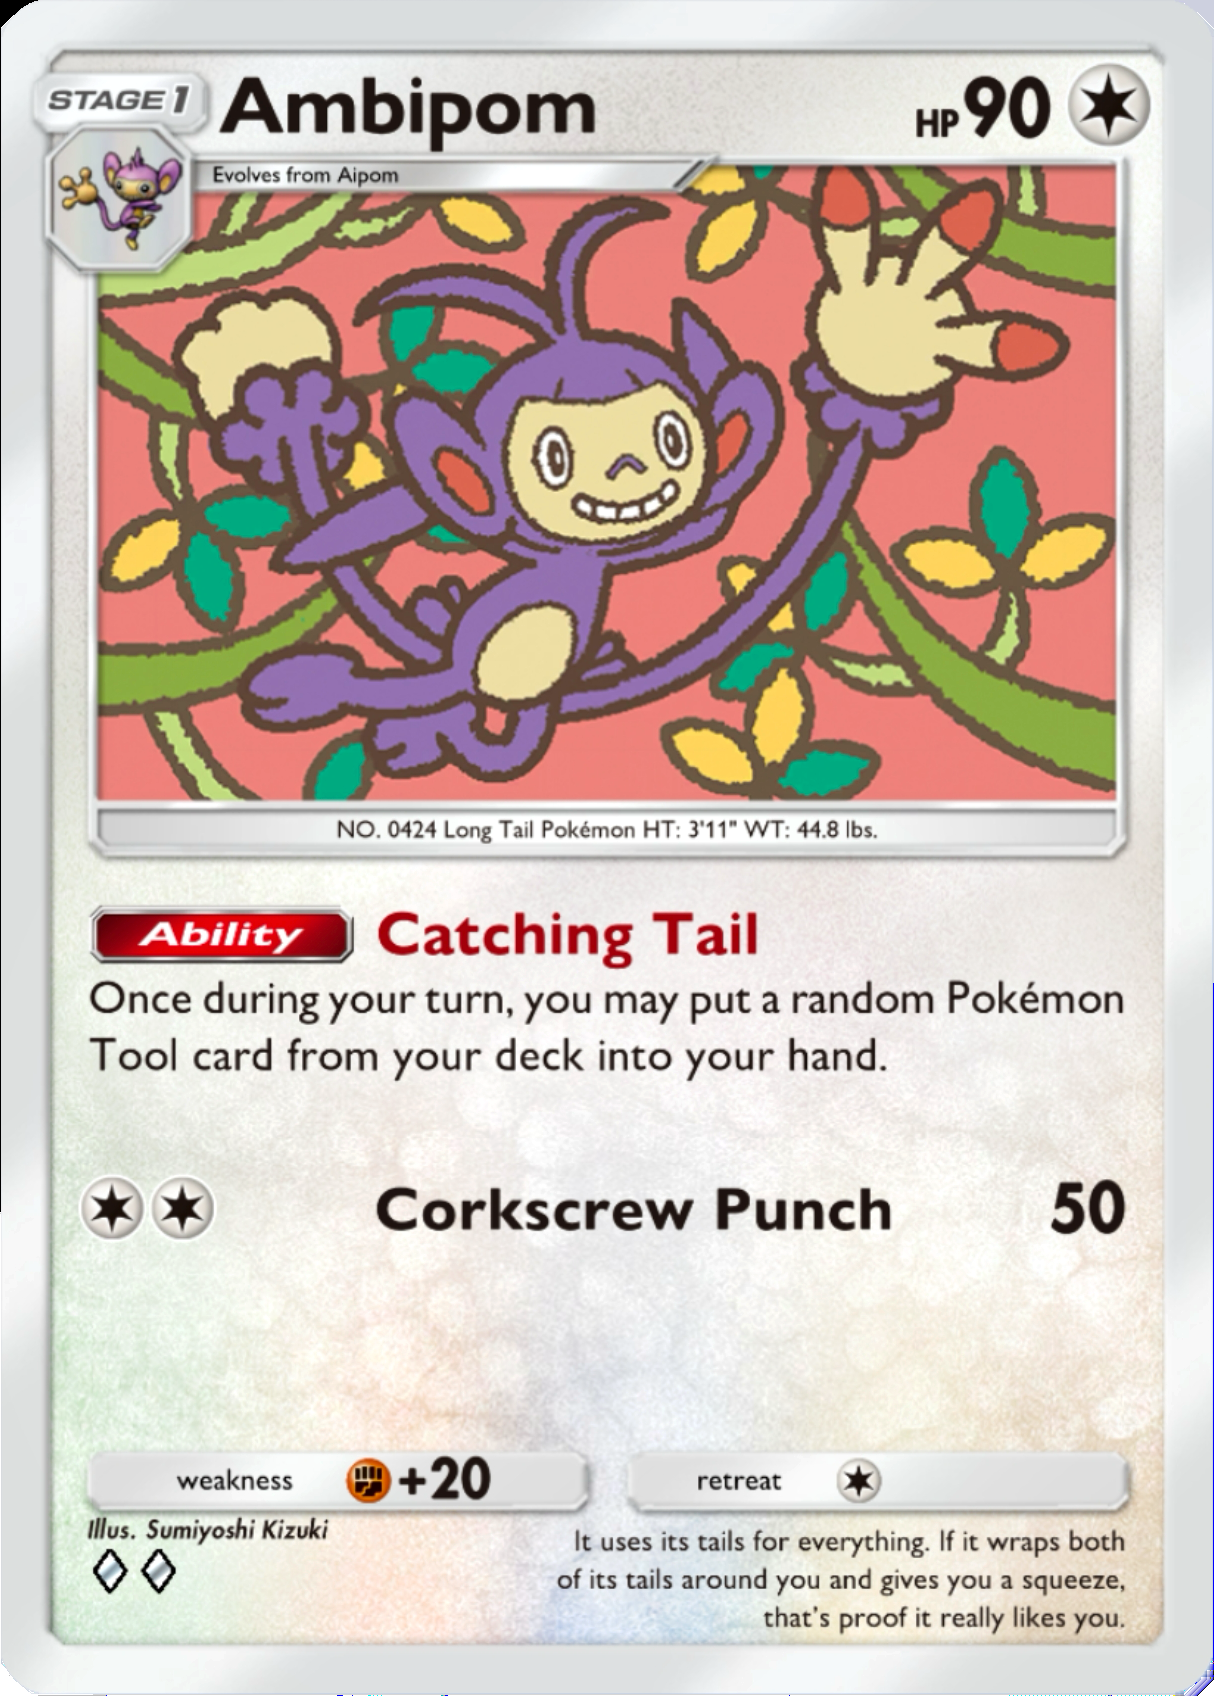 STAGE 1
Ambipom
HP 90
Evolves from Aipom
NO. 0424 Long Tail Pokémon HT: 3'11" WT: 44.8 lbs.
Ability Catching Tail
Once during your turn, you may put a random Pokémon
Tool card from your deck into your hand.
Corkscrew Punch 50
weakness +20
retreat
Illus. Sumiyoshi Kizuki
It uses its tails for everything. If it wraps both
of its tails around you and gives you a squeeze,
that's proof it really likes you.